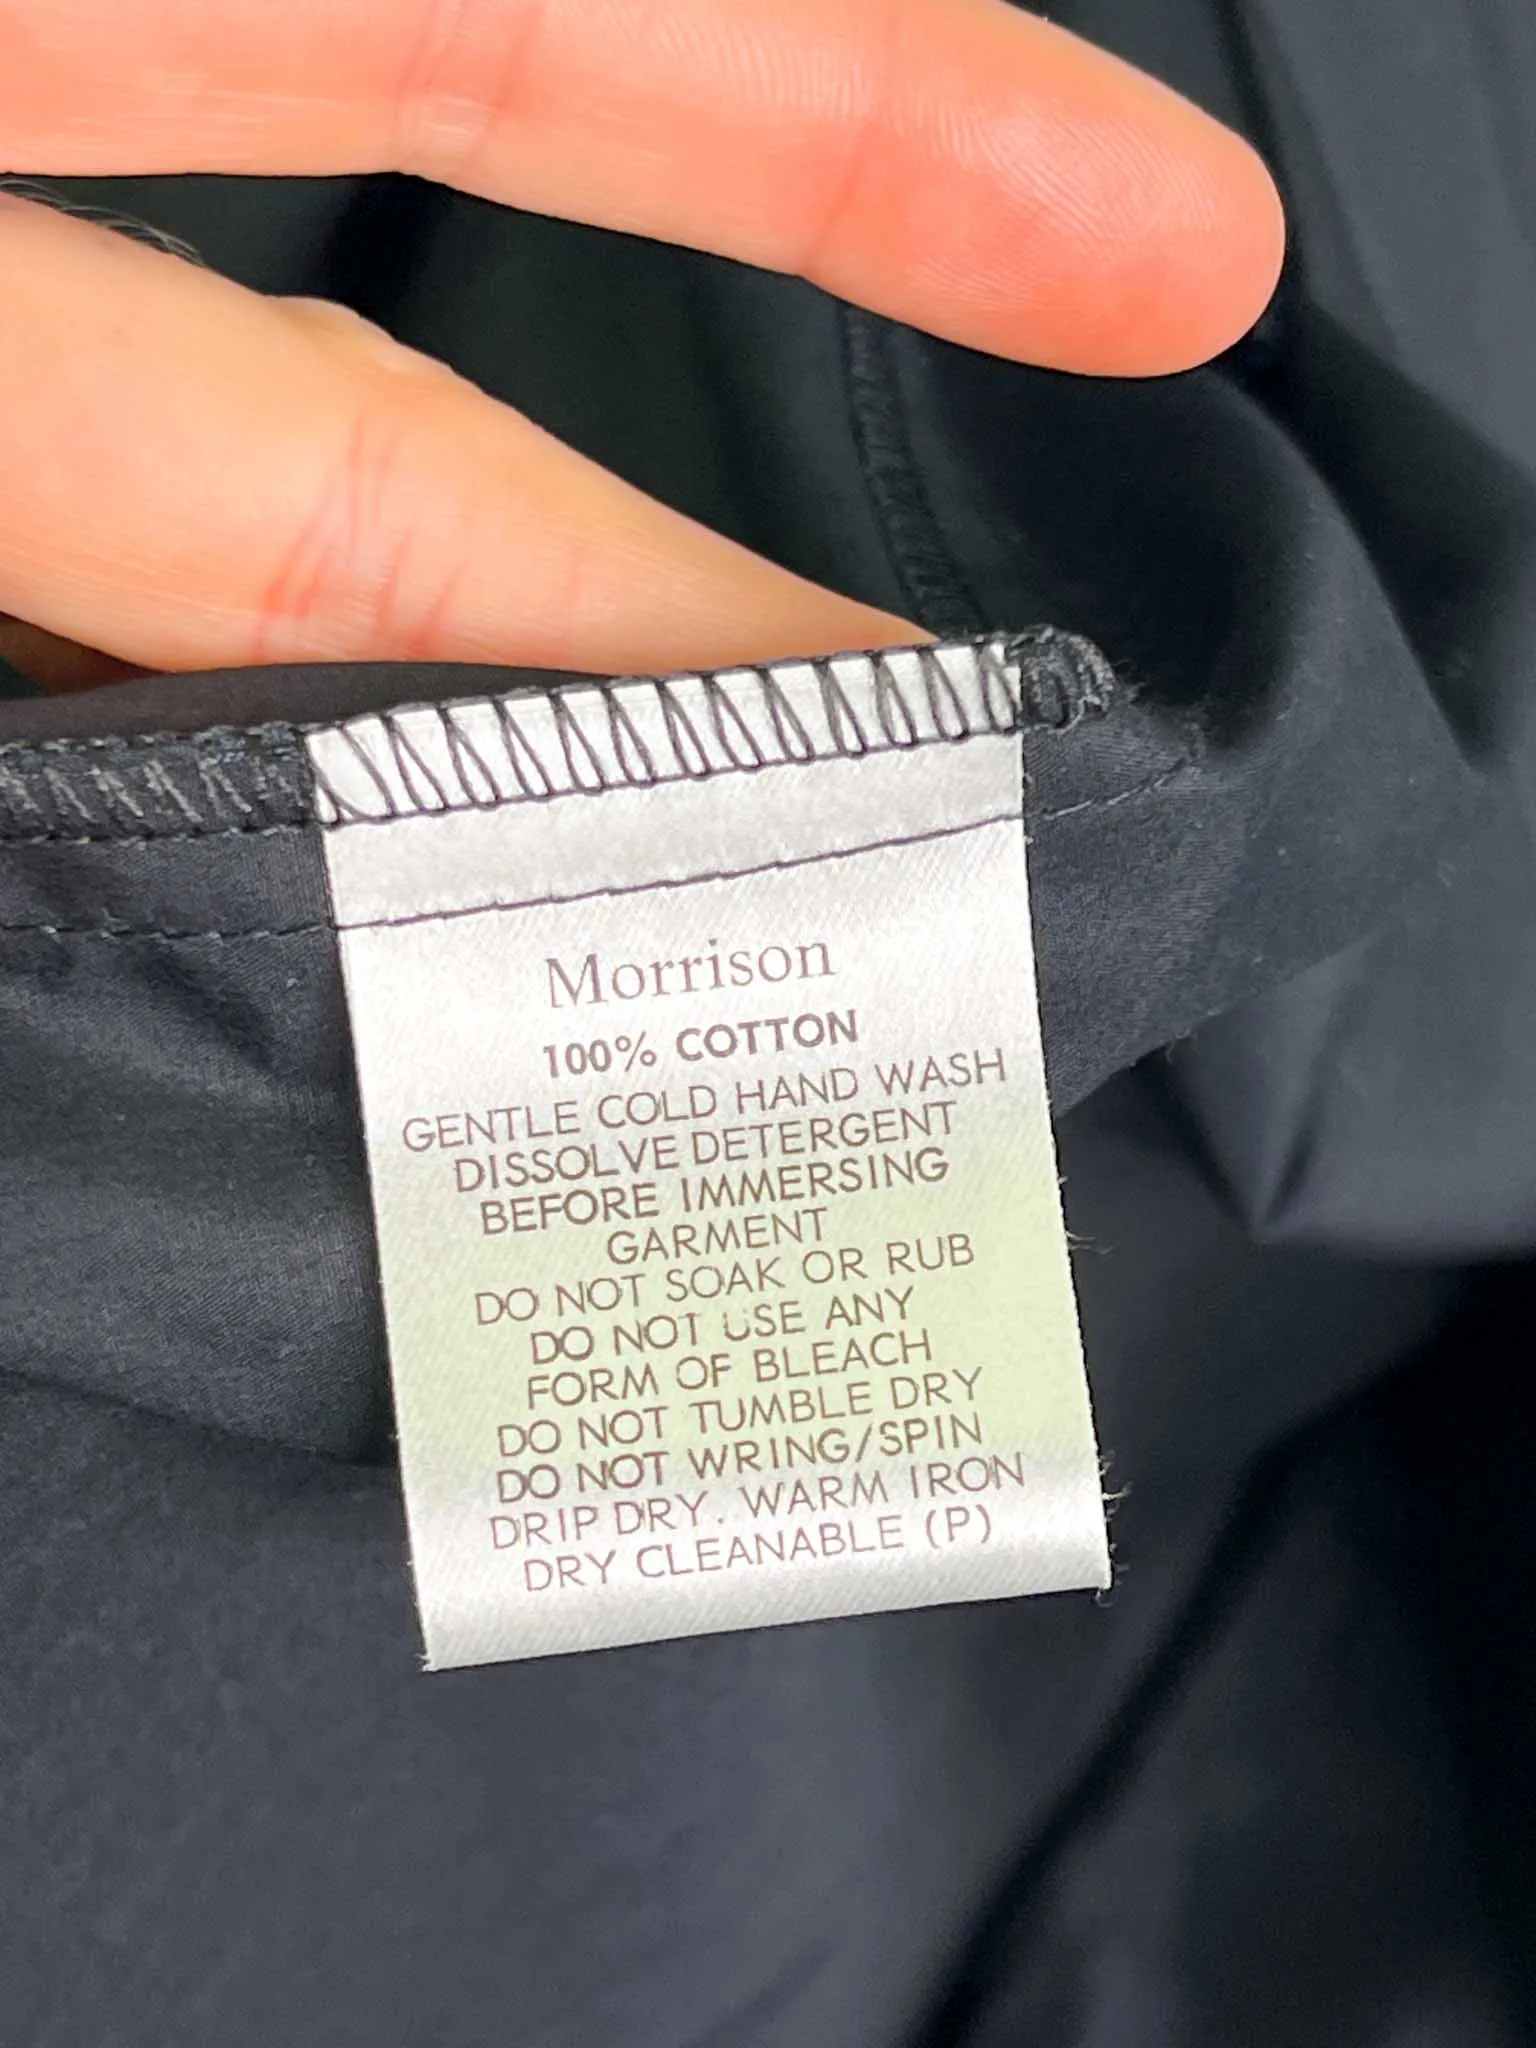 Morrison
100% COTTON
GENTLE COLD HAND WASH
DISSOLVE DETERGENT
BEFORE IMMERSING
GARMENT
DO NOT SOAK OR RUB
DO NOT USE ANY
FORM OF BLEACH
DO NOT TUMBLE DRY
DO NOT WRING/SPIN
DRIP DRY. WARM IRON
DRY CLEANABLE (P)